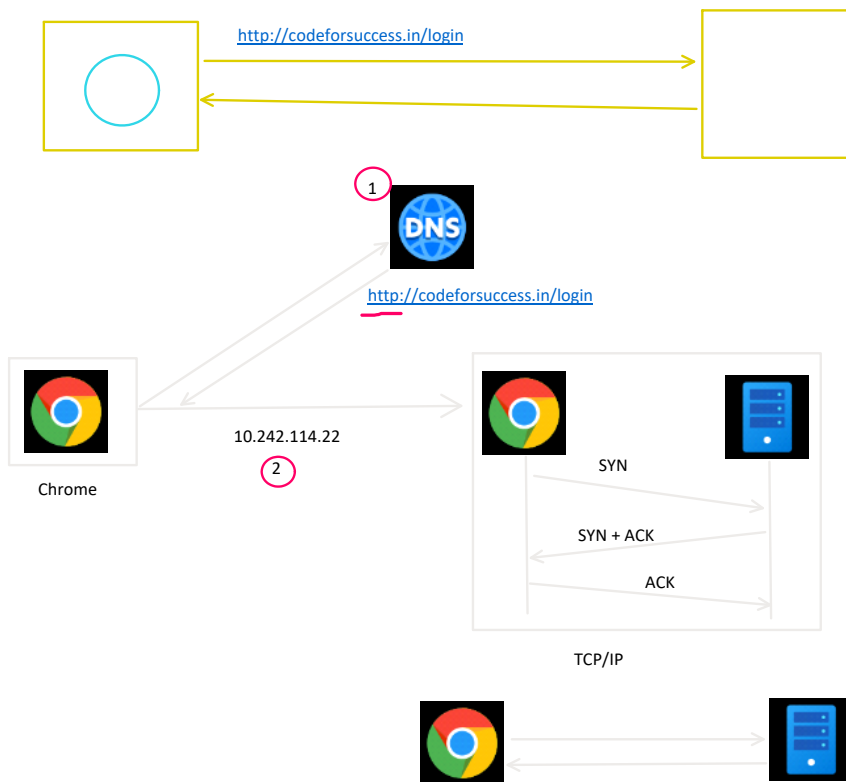 http://codeforsuccess.in/login
1
DNS
http://codeforsuccess.in/login
10.242.114.22
2
Chrome
SYN
SYN + ACK
ACK
TCP/IP